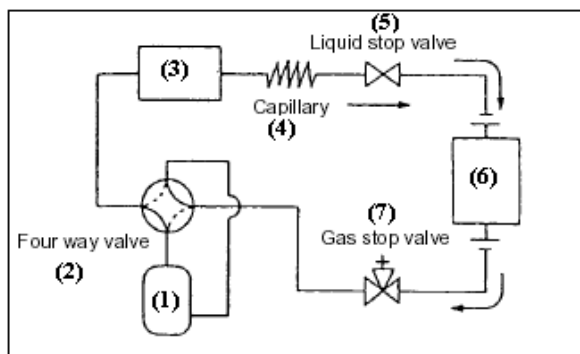 (5)
Liquid stop valve
(3)
Capillary
(4)
(6)
(7)
Gas stop valve
Four way valve
(2)
(1)